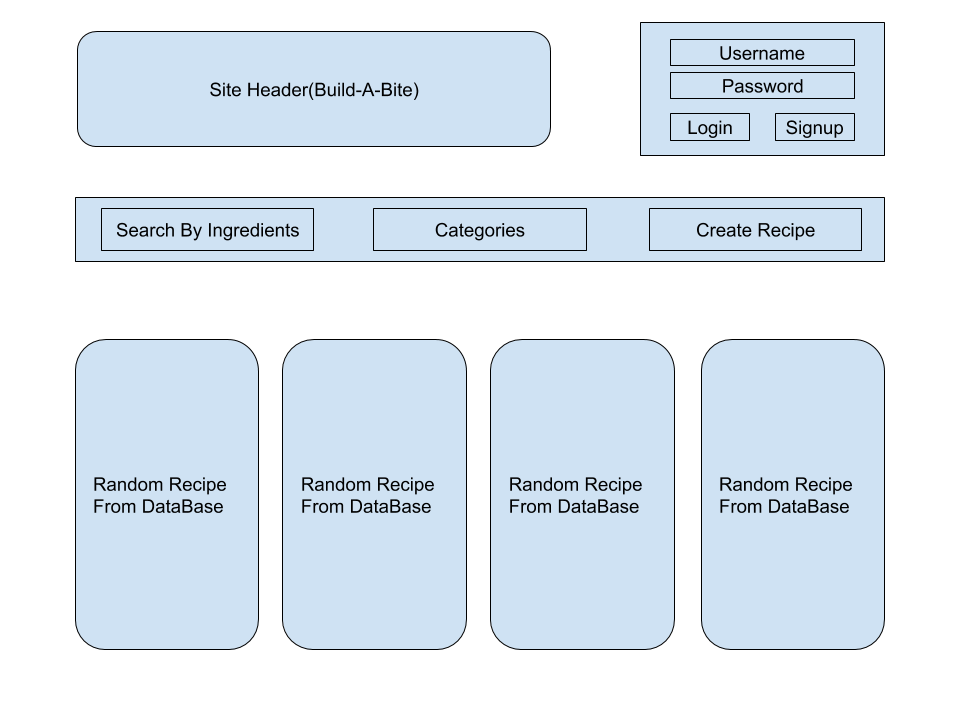 Site Header(Build-A-Bite)
Username
Password
Login
Signup
Search By Ingredients
Categories
Create Recipe
Random Recipe
From DataBase
Random Recipe
From DataBase
Random Recipe
From DataBase
Random Recipe
From DataBase